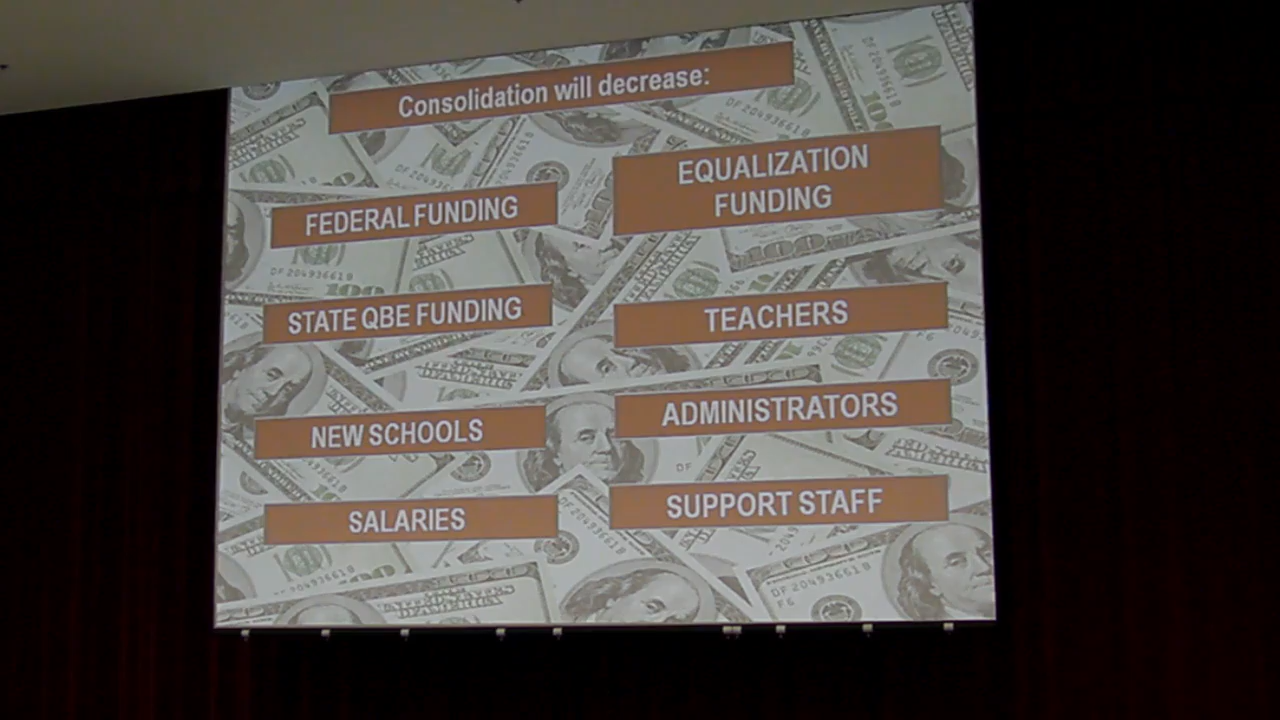 Consolidation will decrease:
FEDERAL FUNDING
STATE QBE FUNDING
NEW SCHOOLS
SALARIES
EQUALIZATION
FUNDING
TEACHERS
ADMINISTRATORS
SUPPORT STAFF